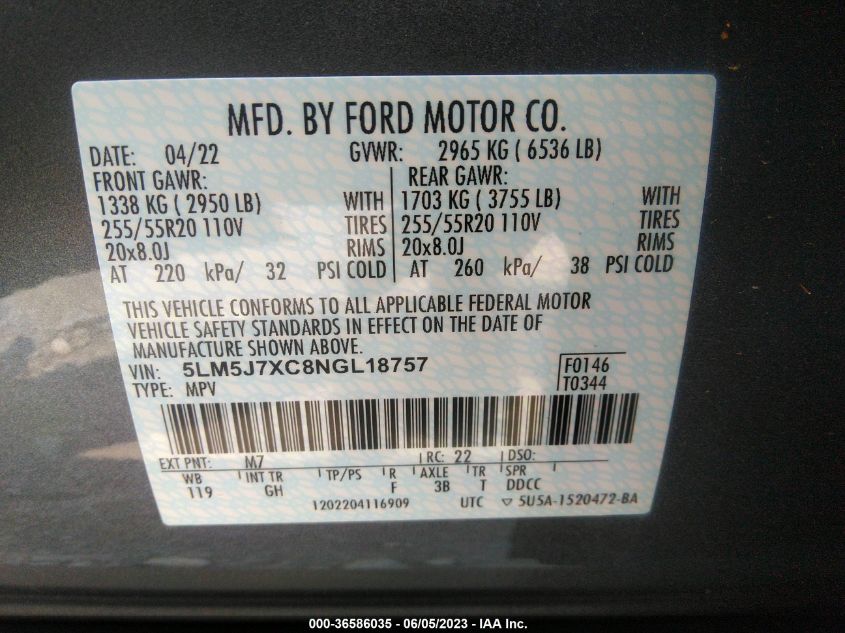 MFD. BY FORD MOTOR CO.
DATE: 04/22 GVWR: 2965 KG ( 6536 LB)
FRONT GAWR: REAR GAWR:
1338 KG ( 2950 LB) WITH 1703 KG ( 3755 LB) WITH
255/55R20 110V TIRES 255/55R20 110V TIRES
20x8.0J RIMS 20x8.0J RIMS
AT 220 kPa/ 32 PSI COLD AT 260 kPa/ 38 PSI COLD
THIS VEHICLE CONFORMS TO ALL APPLICABLE FEDERAL MOTOR
VEHICLE SAFETY STANDARDS IN EFFECT ON THE DATE OF
MANUFACTURE SHOWN ABOVE.
VIN: 5LM5J7XC8NGL18757 F0146
TYPE: MPV T0344
EXT PNT: M7 RC: 22 DSO:
WB INT TR TP/PS R AXLE TR SPR
119 GH F 3B T DDCC
1202204116909 UTC ▽ 5U5A-1520472-BA
000-36586035 - 06/05/2023 - IAA Inc.